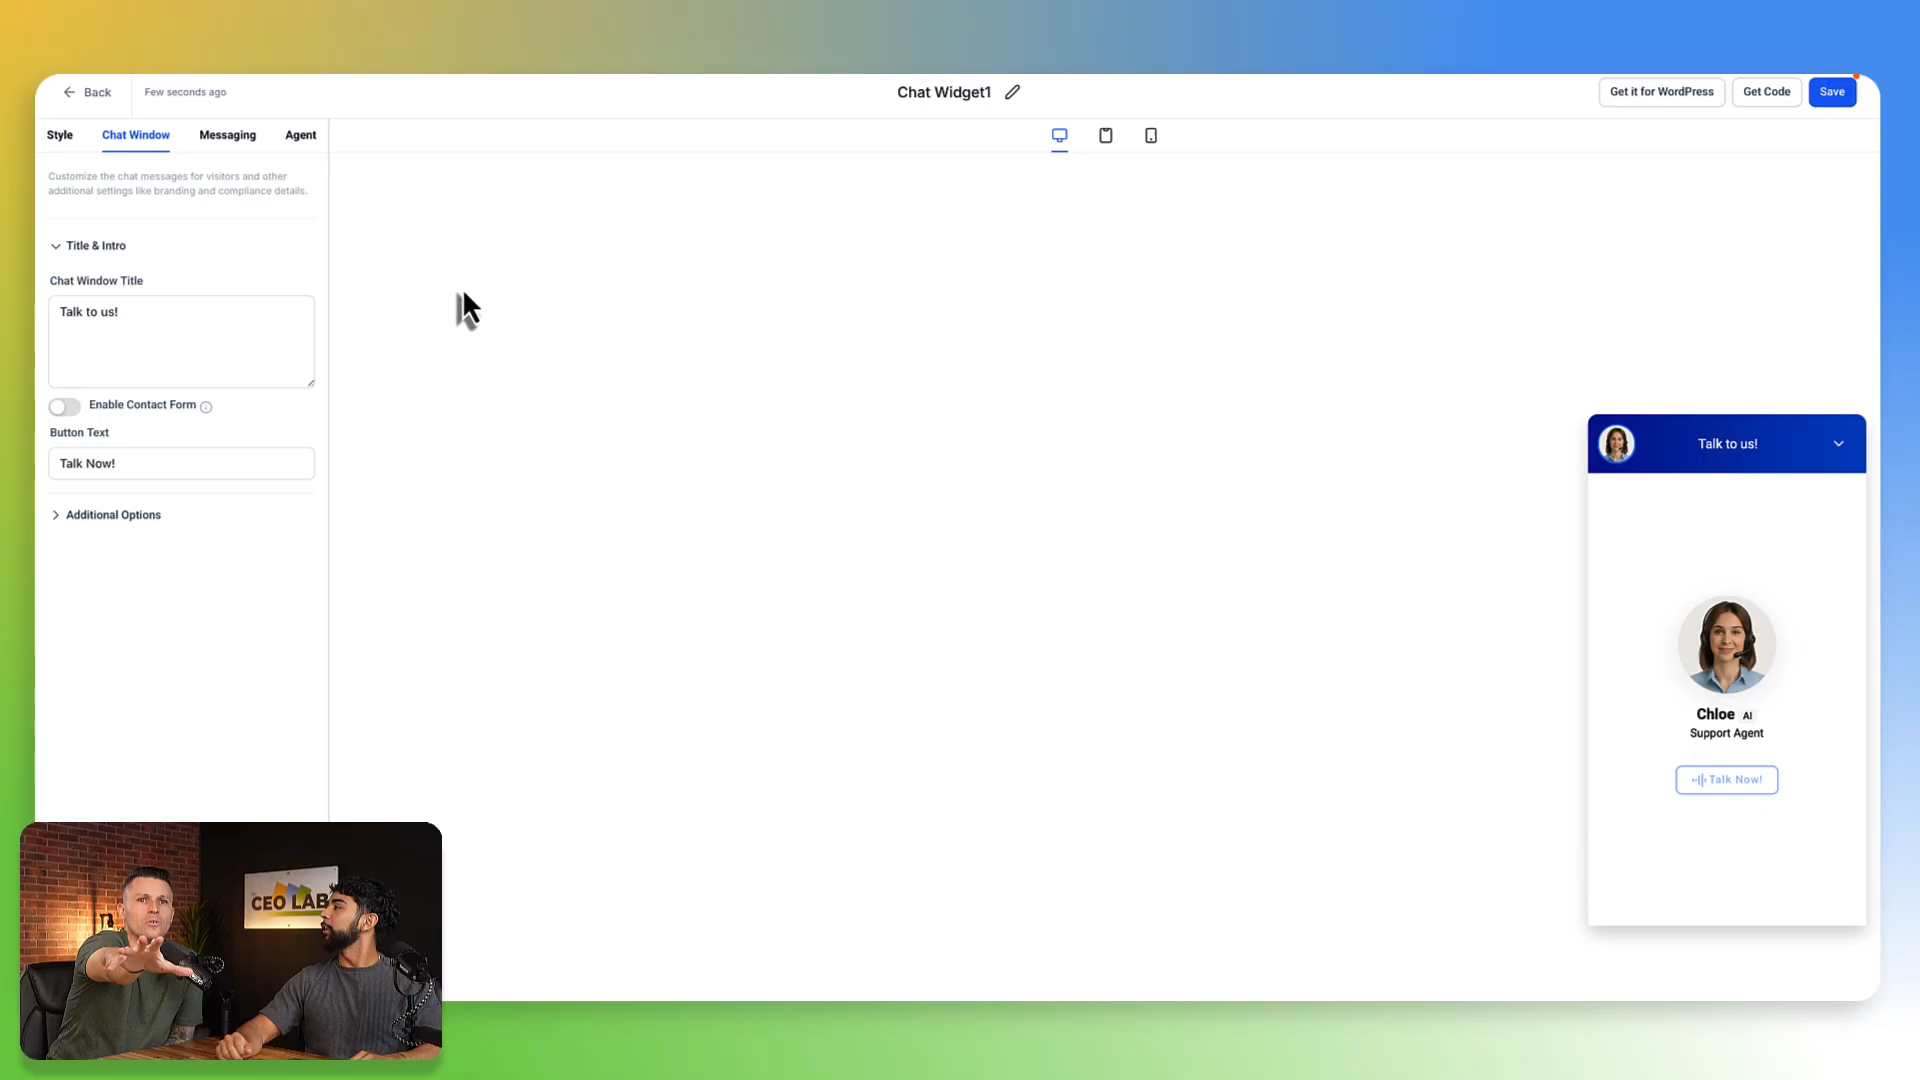 Back
Few seconds ago
Chat Widget1
Get it for WordPress
Get Code
Save
Style
Chat Window
Messaging
Agent
Customize the chat messages for visitors and other
additional settings like branding and compliance details.
Title & Intro
Chat Window Title
Talk to us!
Enable Contact Form
Button Text
Talk Now!
Additional Options
Talk to us!
Chloe AI
Support Agent
Talk Now!
CEO LAB